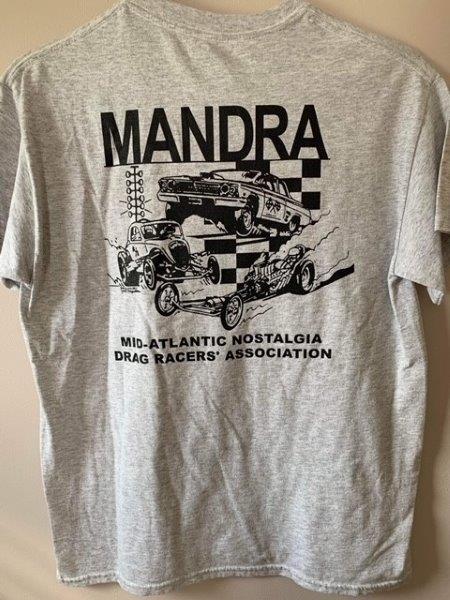 MANDRA
MID-ATLANTIC NOSTALGIA
DRAG RACERS' ASSOCIATION